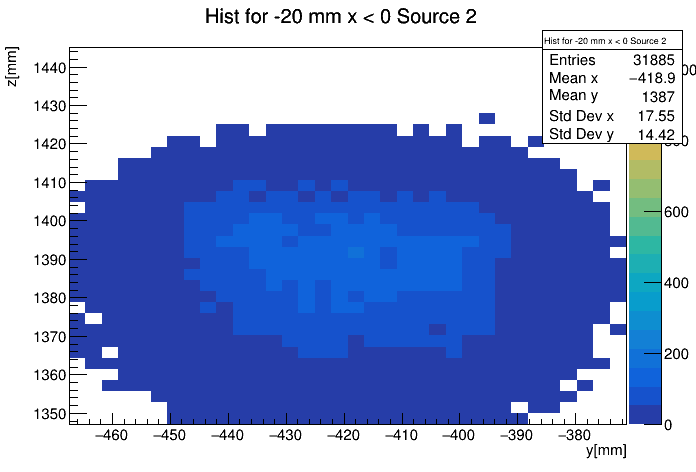 Hist for -20 mm x < 0 Source 2
z[mm]
Hist for -20 mm x < 0 Source 2
Entries 31885
Mean x −418.9
Mean y 1387
Std Dev x 17.55
Std Dev y 14.42
1440
1430
1420
1410
1400
1390
1380
1370
1360
1350
−460 −450 −440 −430 −420 −410 −400 −390 −380
y[mm]
600
400
200
0